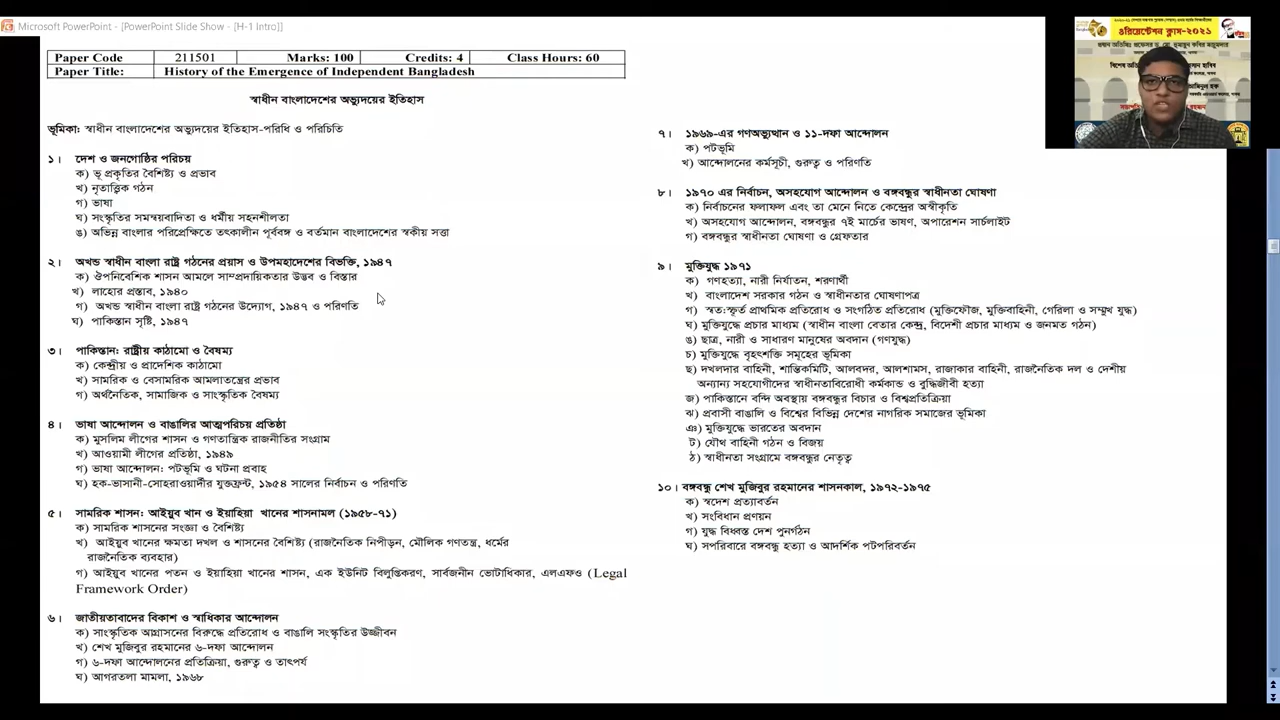 Microsoft PowerPoint - [PowerPoint Slide Show - [H-1 Intro]]
Paper Code 211501 Marks: 100 Credits: 4 Class Hours: 60
Paper Title: History of the Emergence of Independent Bangladesh
স্বাধীন বাংলাদেশের অভ্যুদয়ের ইতিহাস
ভূমিকা: স্বাধীন বাংলাদেশের অভ্যুদয়ের ইতিহাস-পরিধি ও পরিচিতি
১। দেশ ও জনগোষ্ঠির পরিচয়
ক) ভূ প্রকৃতির বৈশিষ্ট্য ও প্রভাব
খ) নৃতাত্ত্বিক গঠন
গ) ভাষা
ঘ) সংস্কৃতির সমন্বয়বাদিতা ও ধর্মীয় সহনশীলতা
ঙ) অভিন্ন বাংলার পরিপ্রেক্ষিতে তৎকালীন পূর্ববঙ্গ ও বর্তমান বাংলাদেশের স্বকীয় সত্তা
২। অখন্ড স্বাধীন বাংলা রাষ্ট্র গঠনের প্রয়াস ও উপমহাদেশের বিভক্তি, ১৯৪৭
ক) ঔপনিবেশিক শাসন আমলে সাম্প্রদায়িকতার উদ্ভব ও বিস্তার
খ) লাহোর প্রস্তাব, ১৯৪০
গ) অখন্ড স্বাধীন বাংলা রাষ্ট্র গঠনের উদ্যোগ, ১৯৪৭ ও পরিণতি
ঘ) পাকিস্তান সৃষ্টি, ১৯৪৭
৩। পাকিস্তান: রাষ্ট্রীয় কাঠামো ও বৈষম্য
ক) কেন্দ্রীয় ও প্রাদেশিক কাঠামো
খ) সামরিক ও বেসামরিক আমলাতন্ত্রের প্রভাব
গ) অর্থনৈতিক, সামাজিক ও সাংস্কৃতিক বৈষম্য
৪। ভাষা আন্দোলন ও বাঙালির আত্মপরিচয় প্রতিষ্ঠা
ক) মুসলিম লীগের শাসন ও গণতান্ত্রিক রাজনীতির সংগ্রাম
খ) আওয়ামী লীগের প্রতিষ্ঠা, ১৯৪৯
গ) ভাষা আন্দোলন: পটভূমি ও ঘটনা প্রবাহ
ঘ) হক-ভাসানী-সোহরাওয়ার্দীর যুক্তফ্রন্ট, ১৯৫৪ সালের নির্বাচন ও পরিণতি
৫। সামরিক শাসন: আইয়ুব খান ও ইয়াহিয়া খানের শাসনামল (১৯৫৮-৭১)
ক) সামরিক শাসনের সংজ্ঞা ও বৈশিষ্ট্য
খ) আইয়ুব খানের ক্ষমতা দখল ও শাসনের বৈশিষ্ট্য (রাজনৈতিক নিপীড়ন, মৌলিক গণতন্ত্র, ধর্মের
রাজনৈতিক ব্যবহার)
গ) আইয়ুব খানের পতন ও ইয়াহিয়া খানের শাসন, এক ইউনিট বিলুপ্তিকরণ, সার্বজনীন ভোটাধিকার, এলএফও (Legal
Framework Order)
৬। জাতীয়তাবাদের বিকাশ ও স্বাধিকার আন্দোলন
ক) সাংস্কৃতিক আগ্রাসনের বিরুদ্ধে প্রতিরোধ ও বাঙালি সংস্কৃতির উজ্জীবন
খ) শেখ মুজিবুর রহমানের ৬-দফা আন্দোলন
গ) ৬-দফা আন্দোলনের প্রতিক্রিয়া, গুরুত্ব ও তাৎপর্য
ঘ) আগরতলা মামলা, ১৯৬৮
৭। ১৯৬৯-এর গণঅভ্যুত্থান ও ১১-দফা আন্দোলন
ক) পটভূমি
খ) আন্দোলনের কর্মসূচী, গুরুত্ব ও পরিণতি
৮। ১৯৭০ এর নির্বাচন, অসহযোগ আন্দোলন ও বঙ্গবন্ধুর স্বাধীনতা ঘোষণা
ক) নির্বাচনের ফলাফল এবং তা মেনে নিতে কেন্দ্রের অস্বীকৃতি
খ) অসহযোগ আন্দোলন, বঙ্গবন্ধুর ৭ই মার্চের ভাষণ, অপারেশন সার্চলাইট
গ) বঙ্গবন্ধুর স্বাধীনতা ঘোষণা ও গ্রেফতার
৯। মুক্তিযুদ্ধ ১৯৭১
ক) গণহত্যা, নারী নির্যাতন, শরণার্থী
খ) বাংলাদেশ সরকার গঠন ও স্বাধীনতার ঘোষণাপত্র
গ) স্বত:স্ফূর্ত প্রাথমিক প্রতিরোধ ও সংগঠিত প্রতিরোধ (মুক্তিফৌজ, মুক্তিবাহিনী, গেরিলা ও সম্মুখ যুদ্ধ)
ঘ) মুক্তিযুদ্ধে প্রচার মাধ্যম (স্বাধীন বাংলা বেতার কেন্দ্র, বিদেশী প্রচার মাধ্যম ও জনমত গঠন)
ঙ) ছাত্র, নারী ও সাধারণ মানুষের অবদান (গণযুদ্ধ)
চ) মুক্তিযুদ্ধে বৃহৎশক্তি সমূহের ভূমিকা
ছ) দখলদার বাহিনী, শান্তিকমিটি, আলবদর, আলশামস, রাজাকার বাহিনী, রাজনৈতিক দল ও দেশীয়
অন্যান্য সহযোগীদের স্বাধীনতাবিরোধী কর্মকান্ড ও বুদ্ধিজীবী হত্যা
জ) পাকিস্তানে বন্দি অবস্থায় বঙ্গবন্ধুর বিচার ও বিশ্বপ্রতিক্রিয়া
ঝ) প্রবাসী বাঙালি ও বিশ্বের বিভিন্ন দেশের নাগরিক সমাজের ভূমিকা
ঞ) মুক্তিযুদ্ধে ভারতের অবদান
ট) যৌথ বাহিনী গঠন ও বিজয়
ঠ) স্বাধীনতা সংগ্রামে বঙ্গবন্ধুর নেতৃত্ব
১০। বঙ্গবন্ধু শেখ মুজিবুর রহমানের শাসনকাল, ১৯৭২-১৯৭৫
ক) স্বদেশ প্রত্যাবর্তন
খ) সংবিধান প্রণয়ন
গ) যুদ্ধ বিধ্বস্ত দেশ পুনর্গঠন
ঘ) সপরিবারে বঙ্গবন্ধু হত্যা ও আদর্শিক পটপরিবর্তন
ওরিয়েন্টেশন ক্লাস-২০২১